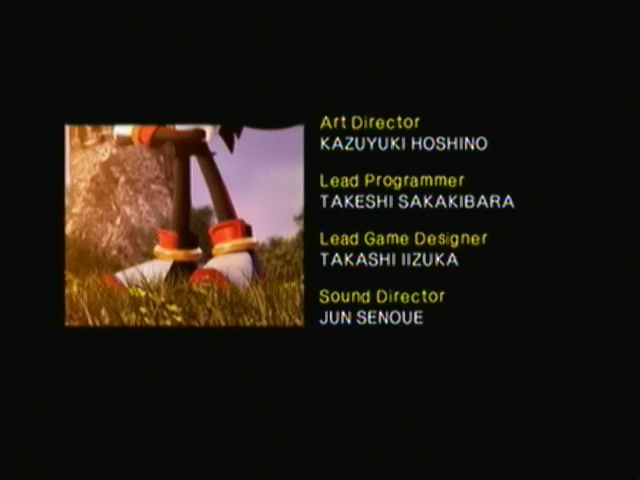 Art Director
KAZUYUKI HOSHINO
Lead Programmer
TAKESHI SAKAKIBARA
Lead Game Designer
TAKASHI IIZUKA
Sound Director
JUN SENOUE